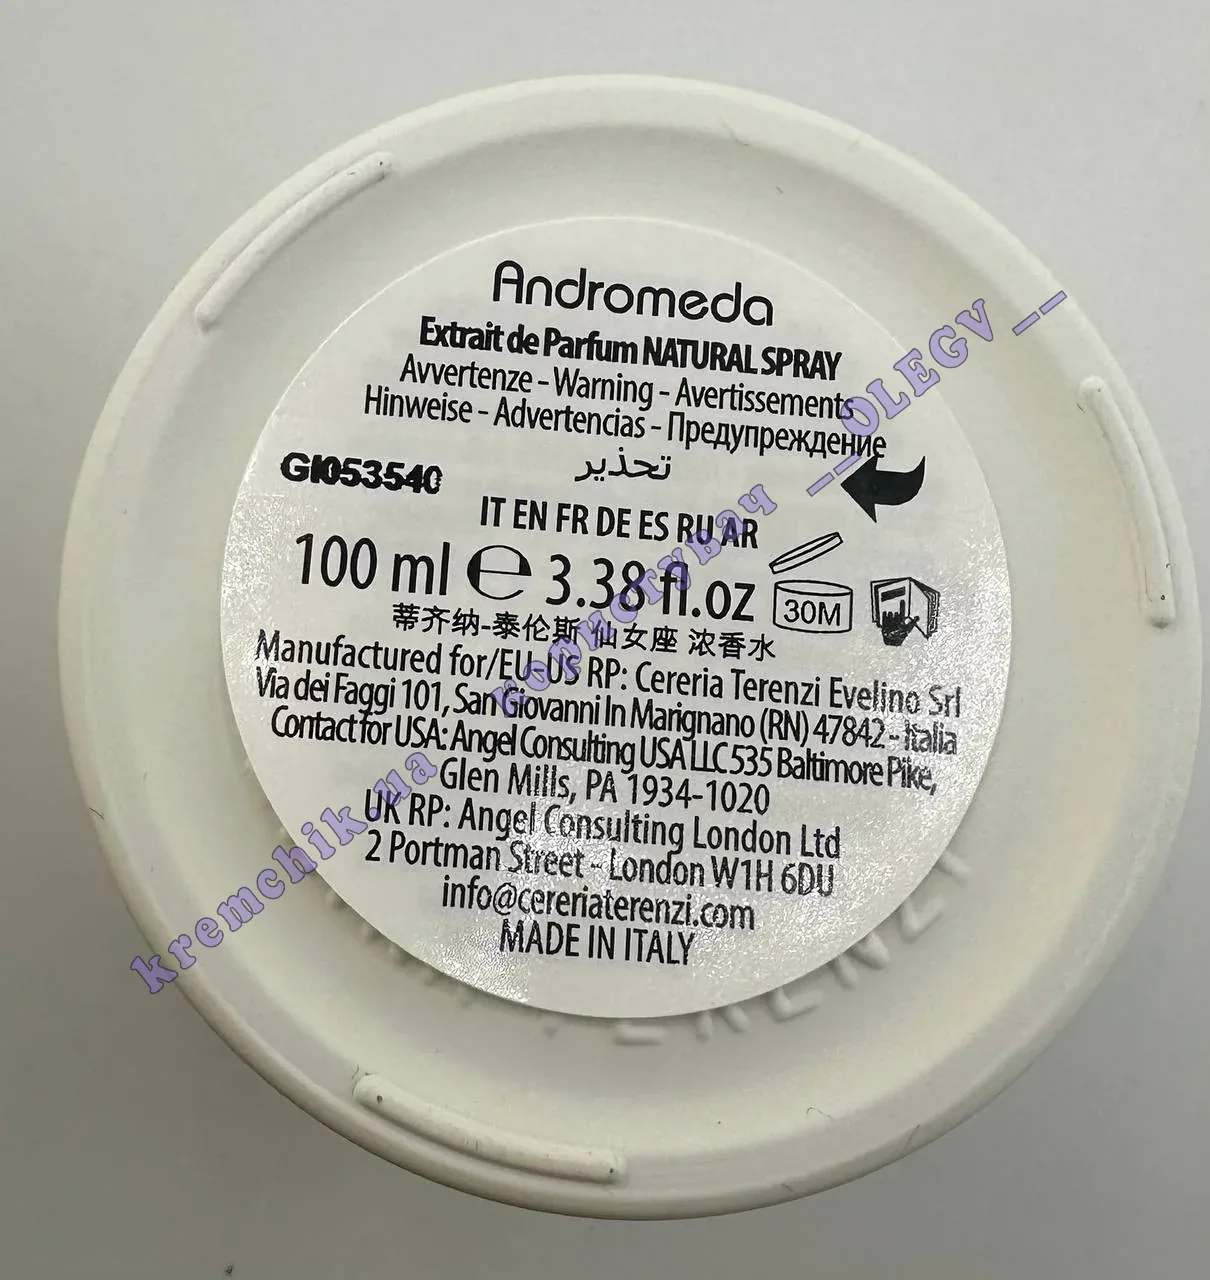 Andromeda
Extrait de Parfum NATURAL SPRAY
Avvertenze - Warning - Avertissements
Hinweise - Advertencias - Предупреждение
تحذير
GI053540
IT EN FR DE ES RU AR
100 ml e 3.38 fl.oz
30M
蒂齐纳-泰伦斯 仙女座 浓香水
Manufactured for/EU-US RP: Cereria Terenzi Evelino Srl
Via dei Faggi 101, San Giovanni In Marignano (RN) 47842 - Italia
Contact for USA: Angel Consulting USA LLC 535 Baltimore Pike,
Glen Mills, PA 1934-1020
UK RP: Angel Consulting London Ltd
2 Portman Street - London W1H 6DU
info@cereriaterenzi.com
MADE IN ITALY
TERENZI
kremchik.ua користувач __OLEGV__